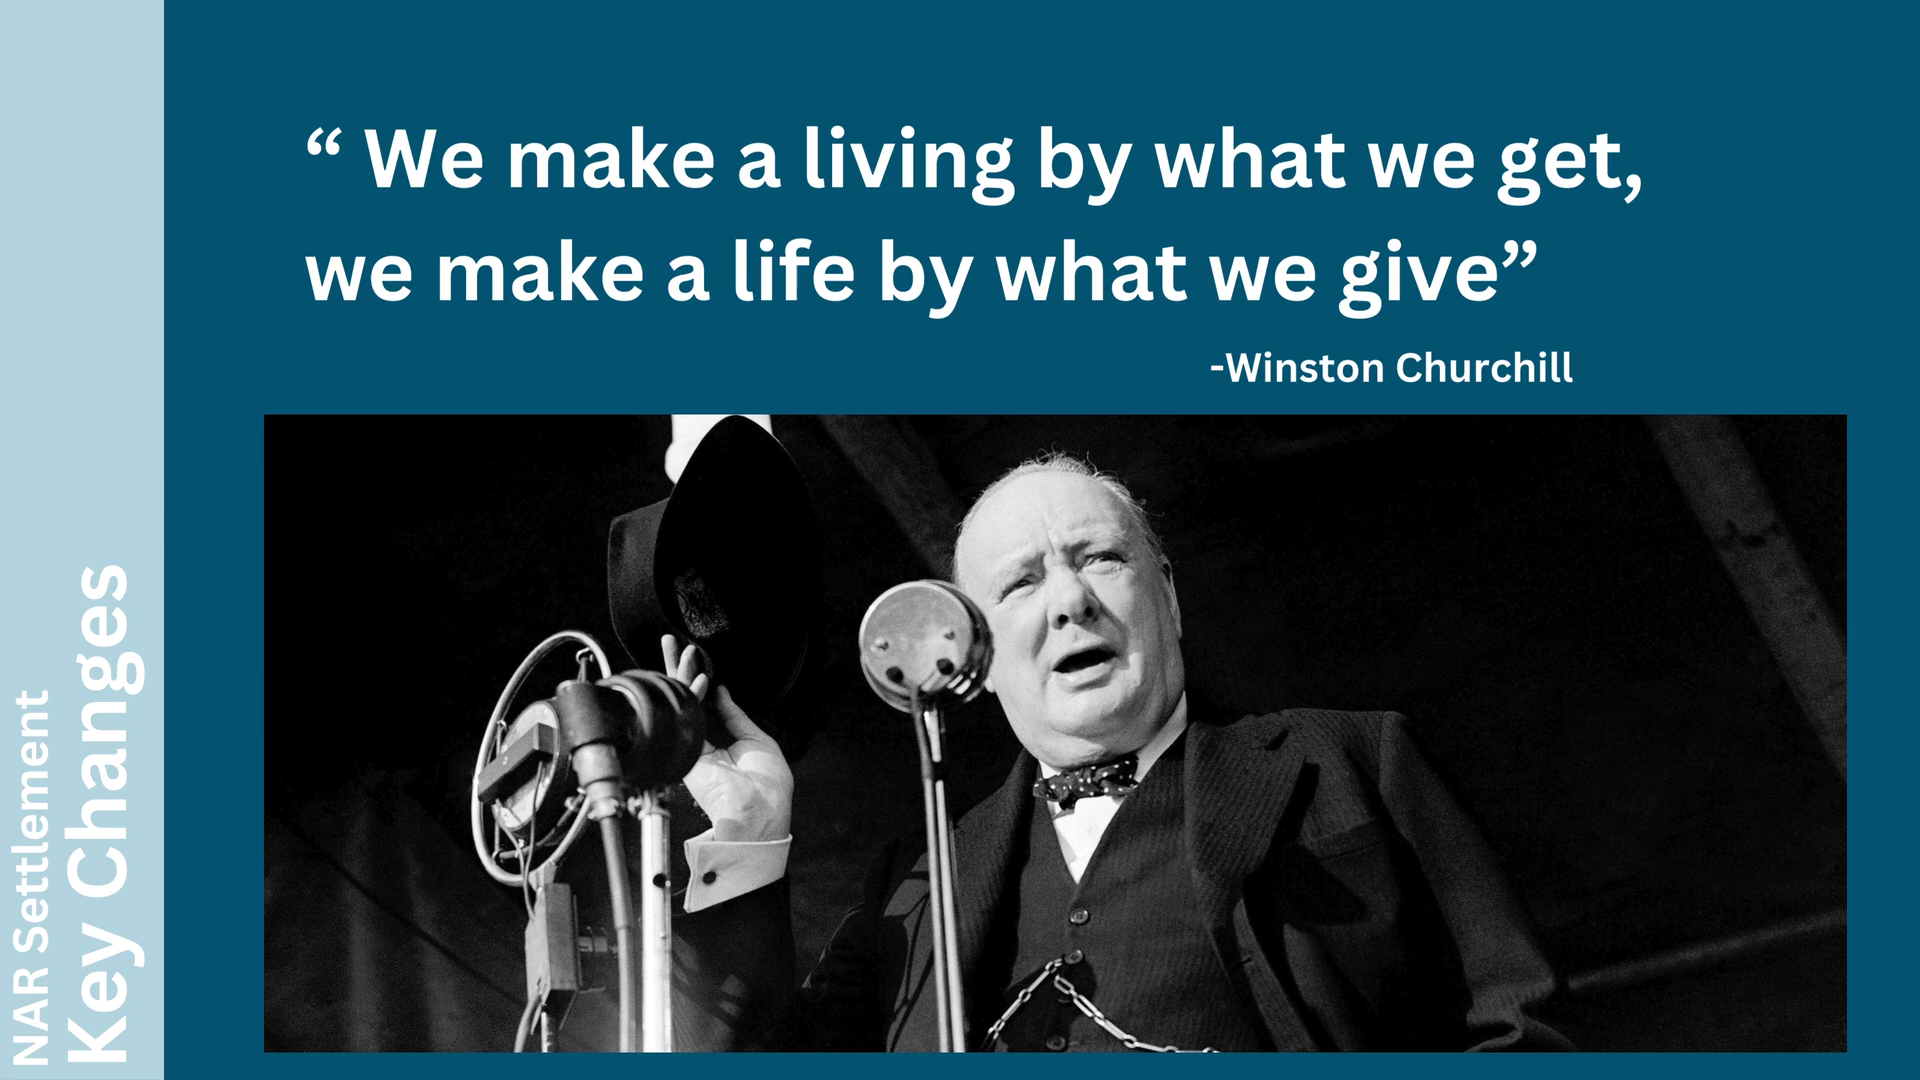 “ We make a living by what we get,
we make a life by what we give”
-Winston Churchill
NAR Settlement
Key Changes